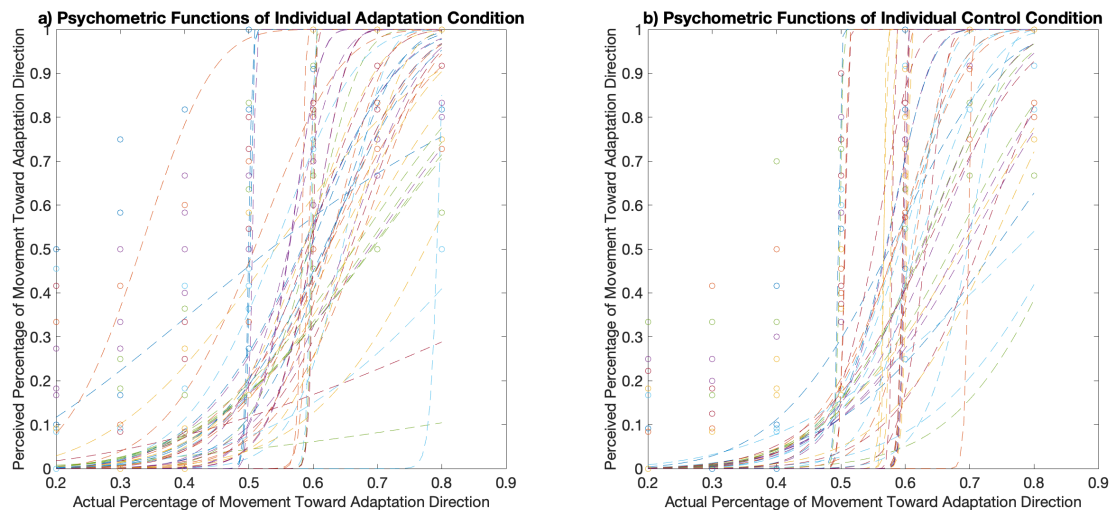 a) Psychometric Functions of Individual Adaptation Condition
Perceived Percentage of Movement Toward Adaptation Direction
1
0.9
0.8
0.7
0.6
0.5
0.4
0.3
0.2
0.1
0
0.2 0.3 0.4 0.5 0.6 0.7 0.8 0.9
Actual Percentage of Movement Toward Adaptation Direction
b) Psychometric Functions of Individual Control Condition
Perceived Percentage of Movement Toward Adaptation Direction
1
0.9
0.8
0.7
0.6
0.5
0.4
0.3
0.2
0.1
0
0.2 0.3 0.4 0.5 0.6 0.7 0.8 0.9
Actual Percentage of Movement Toward Adaptation Direction